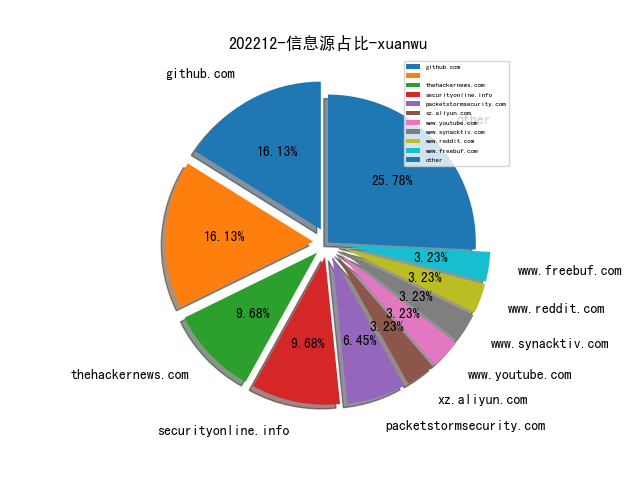 202212-信息源占比-xuanwu
github.com
github.com
thehackernews.com
securityonline.info
packetstormsecurity.com
xz.aliyun.com
www.youtube.com
www.synacktiv.com
www.reddit.com
www.freebuf.com
other
other
16.13%
25.78%
16.13%
9.68%
9.68%
6.45%
3.23%
3.23%
3.23%
3.23%
3.23%
www.freebuf.com
www.reddit.com
www.synacktiv.com
www.youtube.com
xz.aliyun.com
packetstormsecurity.com
thehackernews.com
securityonline.info